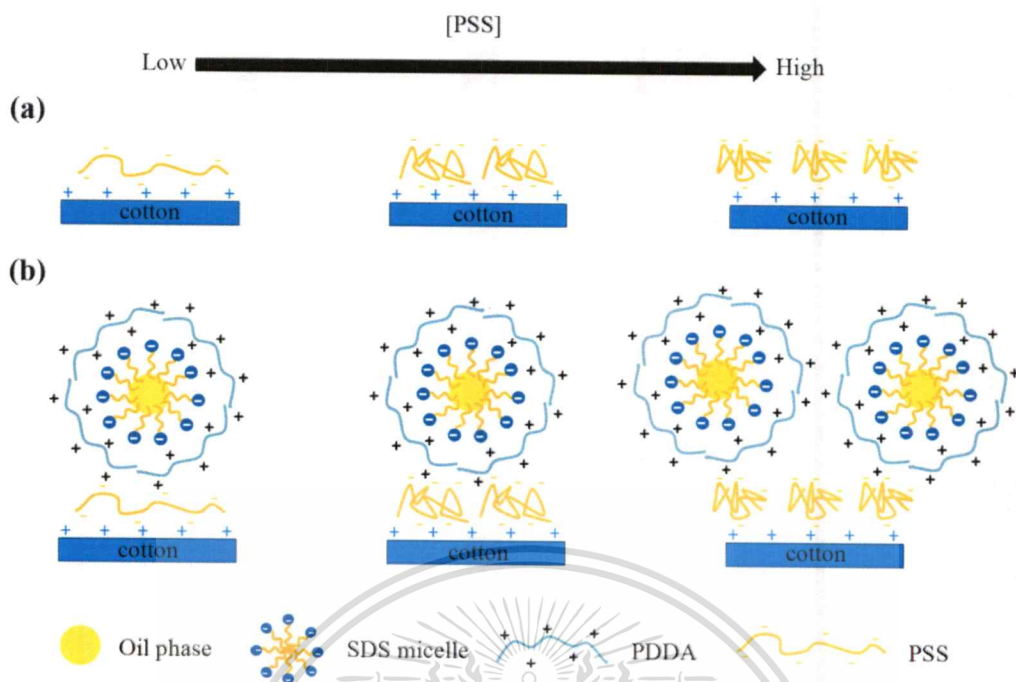 [PSS]
Low High
(a)
cotton cotton cotton
(b)
cotton cotton cotton
Oil phase SDS micelle PDDA PSS